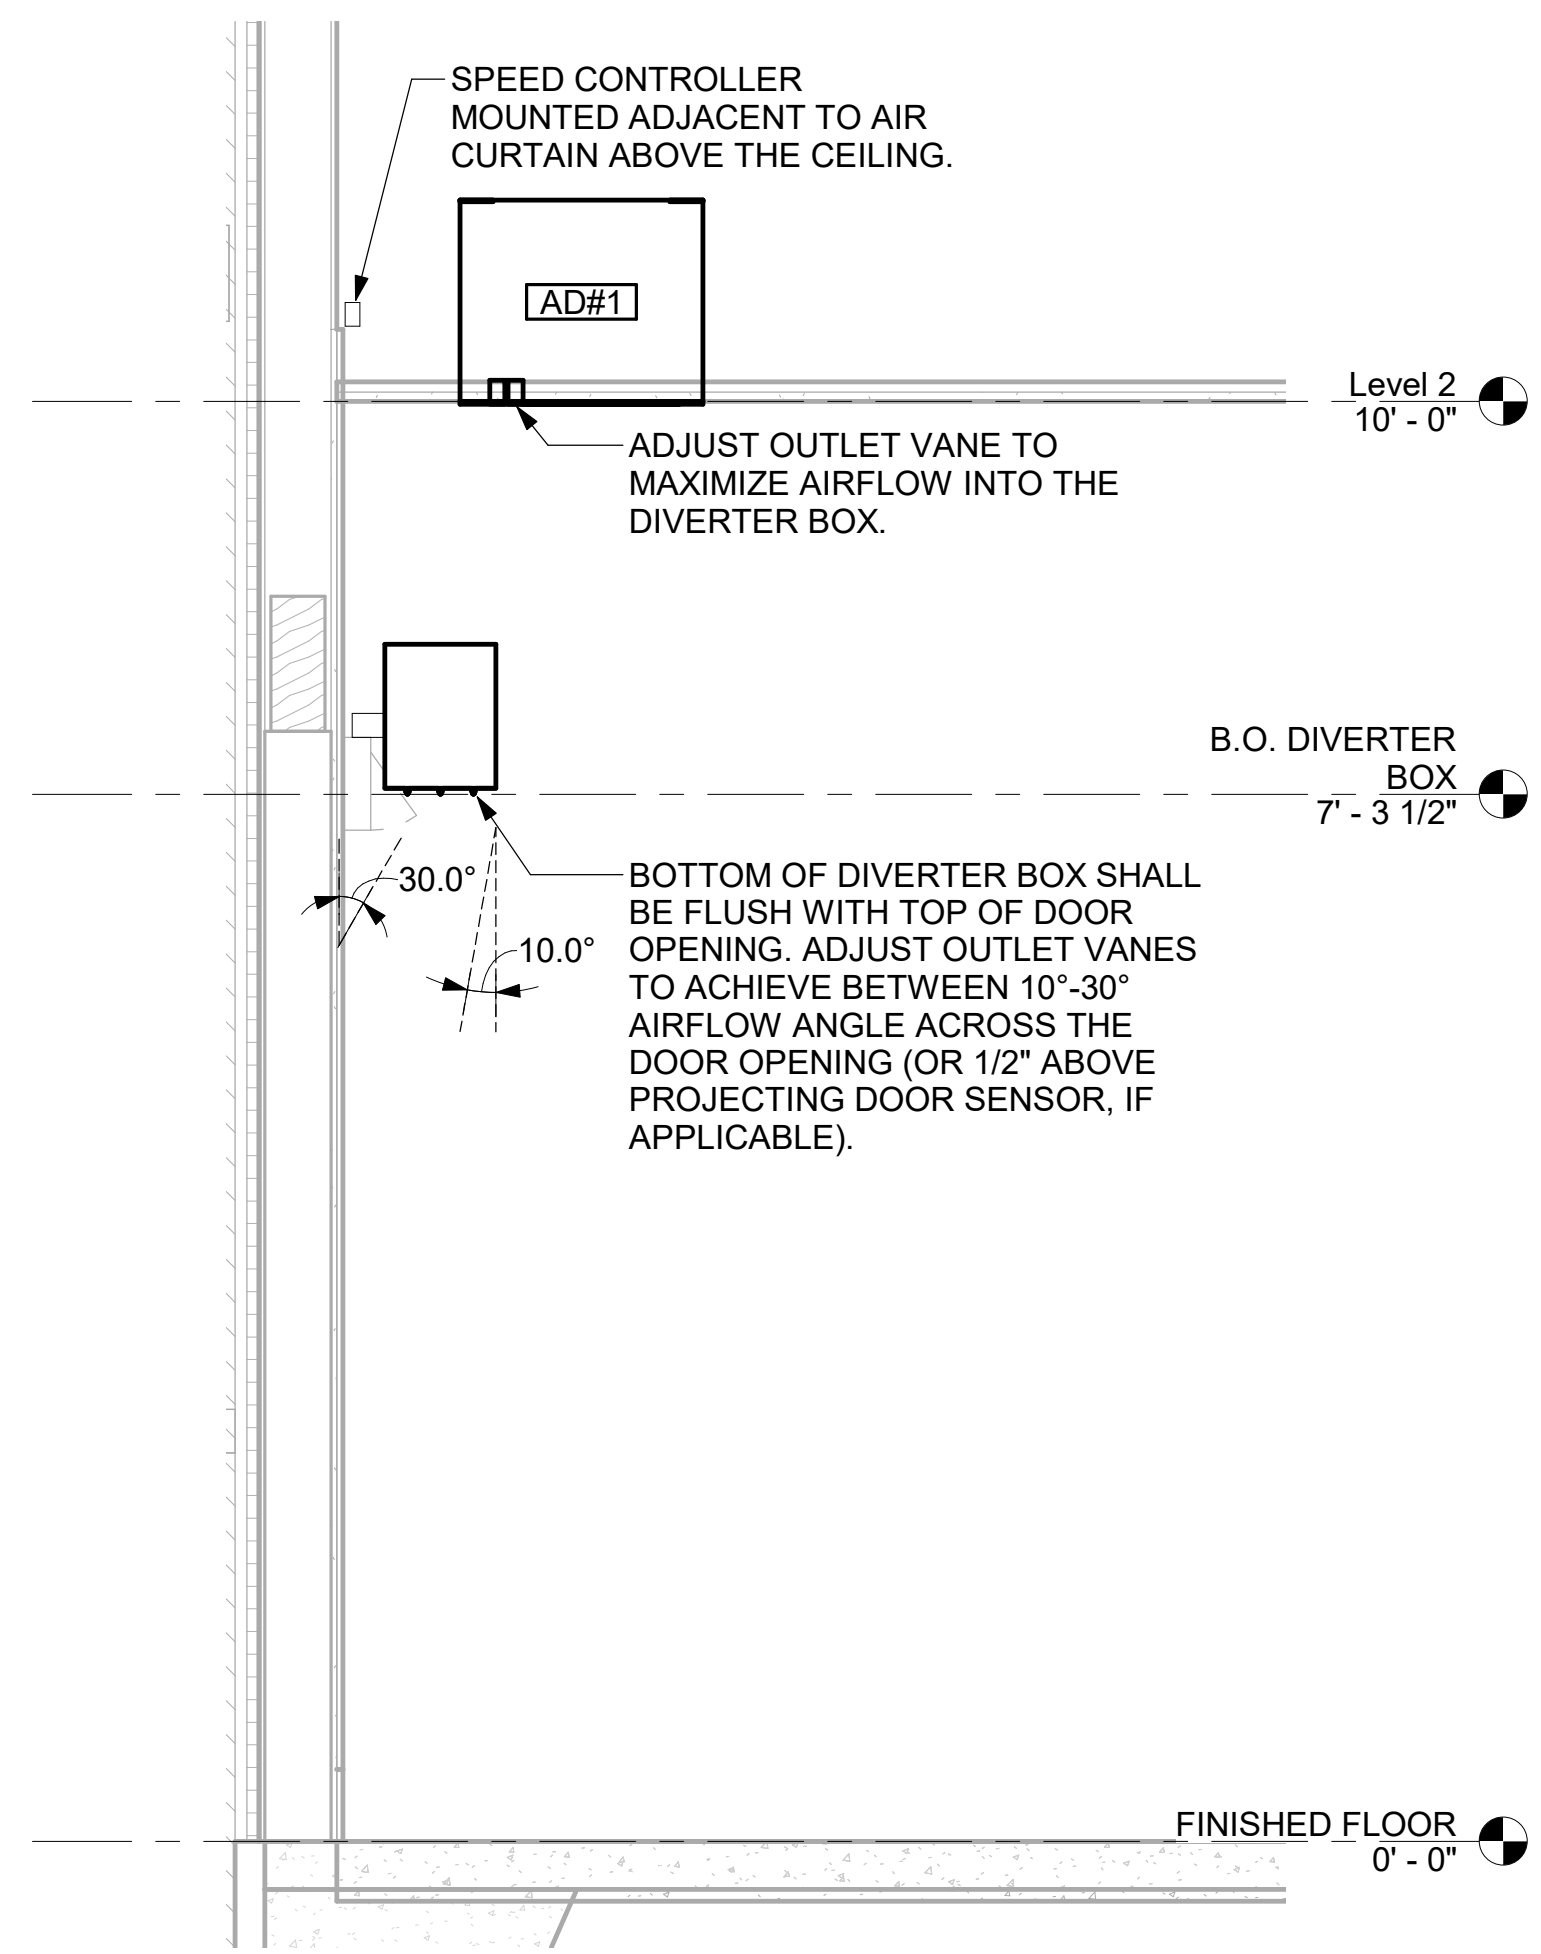 SPEED CONTROLLER
MOUNTED ADJACENT TO AIR
CURTAIN ABOVE THE CEILING.
AD#1
Level 2
10' - 0"
ADJUST OUTLET VANE TO
MAXIMIZE AIRFLOW INTO THE
DIVERTER BOX.
B.O. DIVERTER
BOX
7' - 3 1/2"
30.0°
10.0°
BOTTOM OF DIVERTER BOX SHALL
BE FLUSH WITH TOP OF DOOR
OPENING. ADJUST OUTLET VANES
TO ACHIEVE BETWEEN 10°-30°
AIRFLOW ANGLE ACROSS THE
DOOR OPENING (OR 1/2" ABOVE
PROJECTING DOOR SENSOR, IF
APPLICABLE).
FINISHED FLOOR
0' - 0"